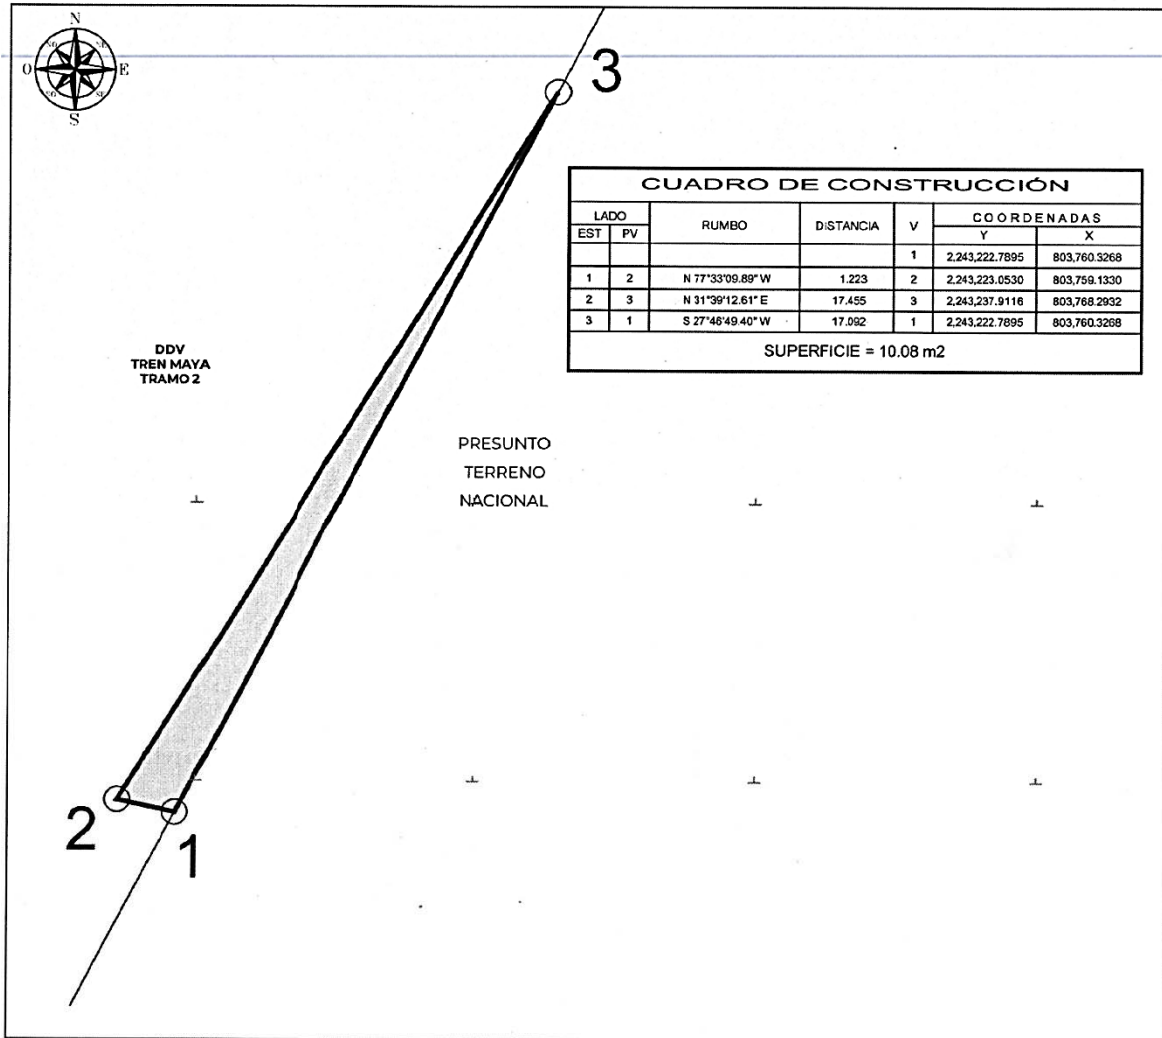 N
NO NE
O E
SO SE
S
3
CUADRO DE CONSTRUCCIÓN
LADO RUMBO DISTANCIA V COORDENADAS
EST PV Y X
1 2,243,222.7895 803,760.3268
1 2 N 77°33'09.89" W 1.223 2 2,243,223.0530 803,759.1330
2 3 N 31°39'12.61" E 17.455 3 2,243,237.9116 803,768.2932
3 1 S 27°46'49.40" W 17.092 1 2,243,222.7895 803,760.3268
SUPERFICIE = 10.08 m2
DDV
TREN MAYA
TRAMO 2
PRESUNTO
TERRENO
NACIONAL
2
1